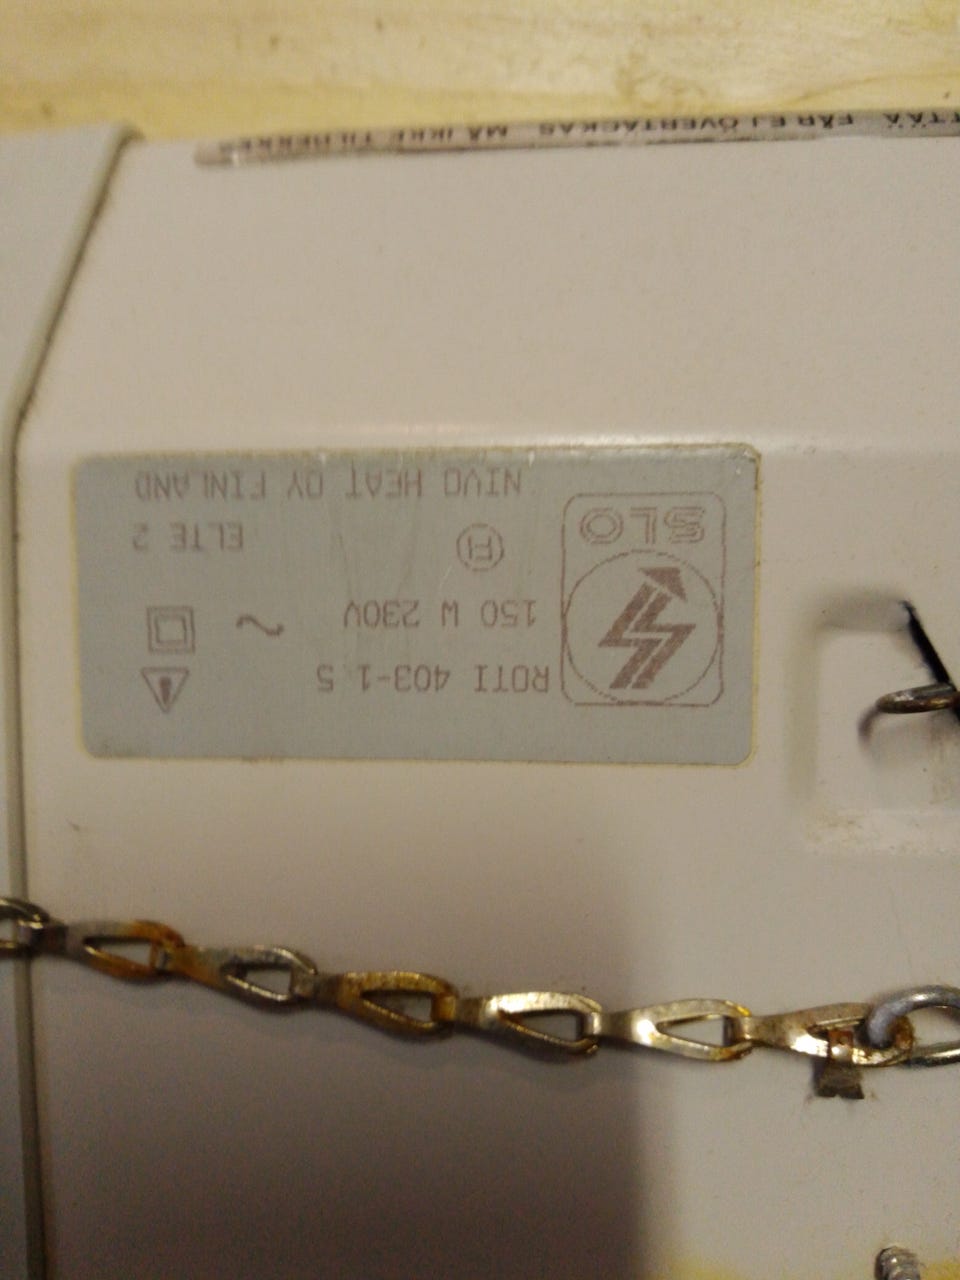 ROTI 403-1.5
150 W 230V ~
FI ELTE 2
SLO
NIVO HEAT OY FINLAND
FÅR EJ ÖVERTÄCKAS MÅ IKKE TILDEKKES